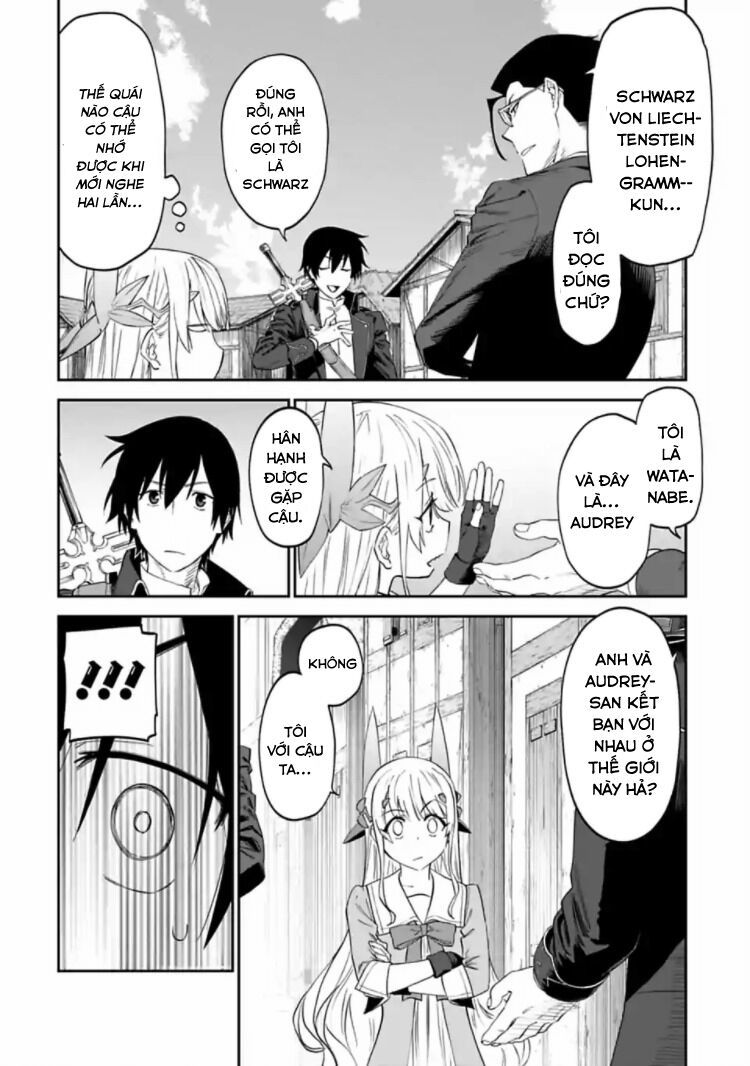 SCHWARZ
VON LIECH-
TENSTEIN
LOHEN-
GRAMM--
KUN...
TÔI
ĐỌC
ĐÚNG
CHỨ?
ĐÚNG
RỒI, ANH
CÓ THỂ
GỌI TÔI
LÀ
SCHWARZ
THẾ QUÁI
NÀO CẬU
CÓ THỂ
NHỚ
ĐƯỢC KHI
MỚI NGHE
HAI LẦN...
TÔI
LÀ
WATA-
NABE.
VÀ ĐÂY
LÀ...
AUDREY
HÂN
HẠNH
ĐƯỢC
GẶP
CẬU.
ANH VÀ
AUDREY-
SAN KẾT
BẠN VỚI
NHAU Ở
THẾ GIỚI
NÀY HẢ?
KHÔNG
TÔI
VỚI CẬU
TA...
!!!